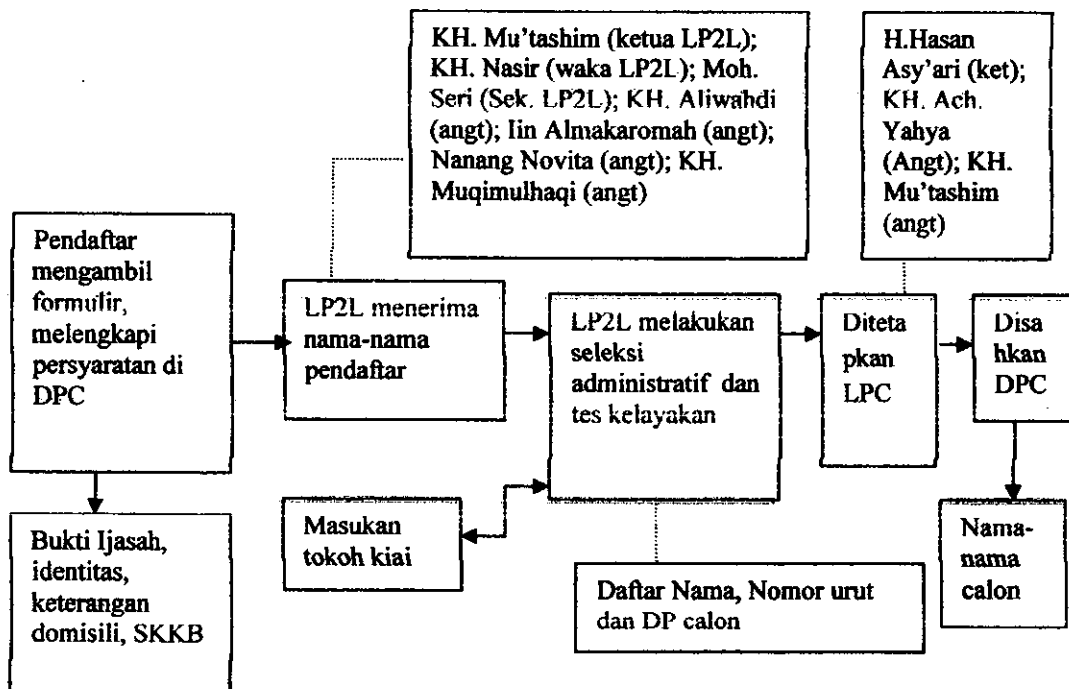 KH. Mu'tashim (ketua LP2L);
KH. Nasir (waka LP2L); Moh.
Seri (Sek. LP2L); KH. Aliwahdi
(angt); Iin Almakaromah (angt);
Nanang Novita (angt); KH.
Muqimulhaqi (angt)
H.Hasan
Asy'ari (ket);
KH. Ach.
Yahya
(Angt); KH.
Mu'tashim
(angt)
Pendaftar
mengambil
formulir,
melengkapi
persyaratan di
DPC
LP2L menerima
nama-nama
pendaftar
LP2L melakukan
seleksi
administratif dan
tes kelayakan
Diteta
pkan
LPC
Disa
hkan
DPC
Bukti Ijasah,
identitas,
keterangan
domisili, SKKB
Masukan
tokoh kiai
Daftar Nama, Nomor urut
dan DP calon
Nama-
nama
calon